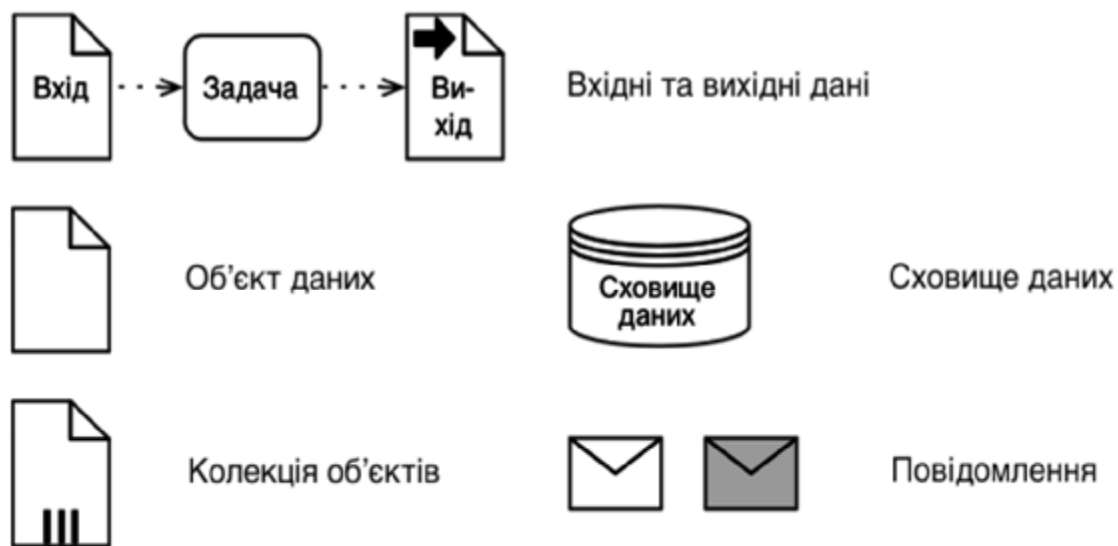 Вхід
Задача
Ви-
хід
Вхідні та вихідні дані
Об’єкт даних
Сховище
даних
Сховище даних
Колекція об’єктів
Повідомлення